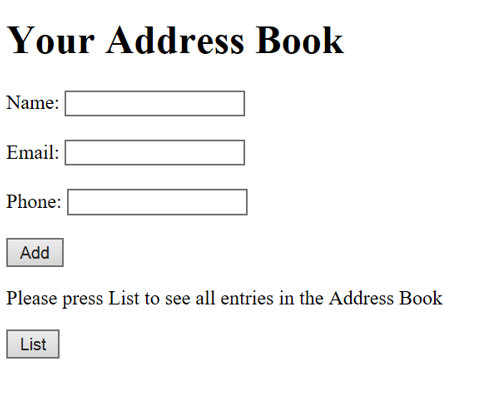 Your Address Book
Name:
Email:
Phone:
Add
Please press List to see all entries in the Address Book
List